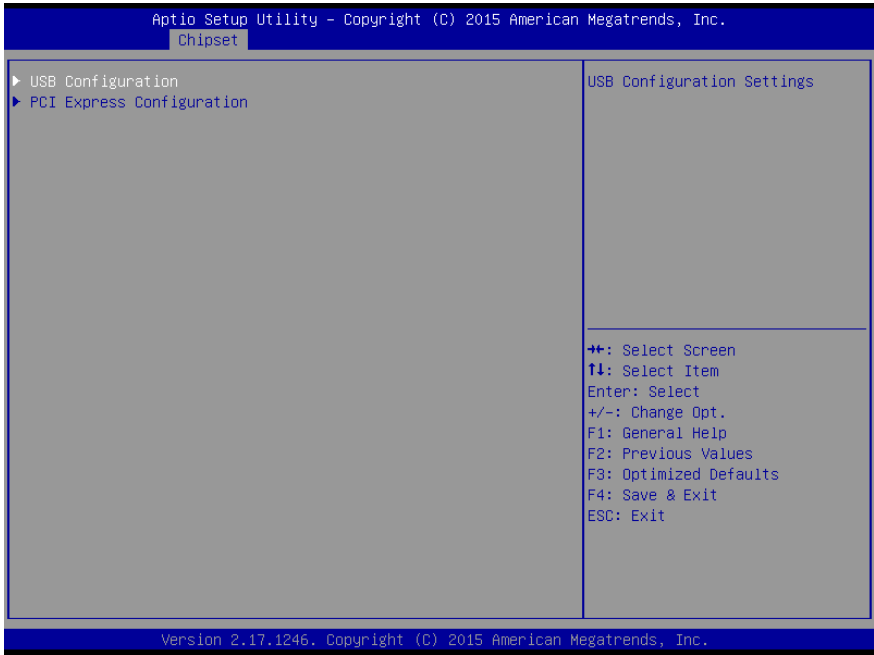 Aptio Setup Utility – Copyright (C) 2015 American Megatrends, Inc.
Chipset
▶ USB Configuration
▶ PCI Express Configuration
USB Configuration Settings
→←: Select Screen
↑↓: Select Item
Enter: Select
+/-: Change Opt.
F1: General Help
F2: Previous Values
F3: Optimized Defaults
F4: Save & Exit
ESC: Exit
Version 2.17.1246. Copyright (C) 2015 American Megatrends, Inc.